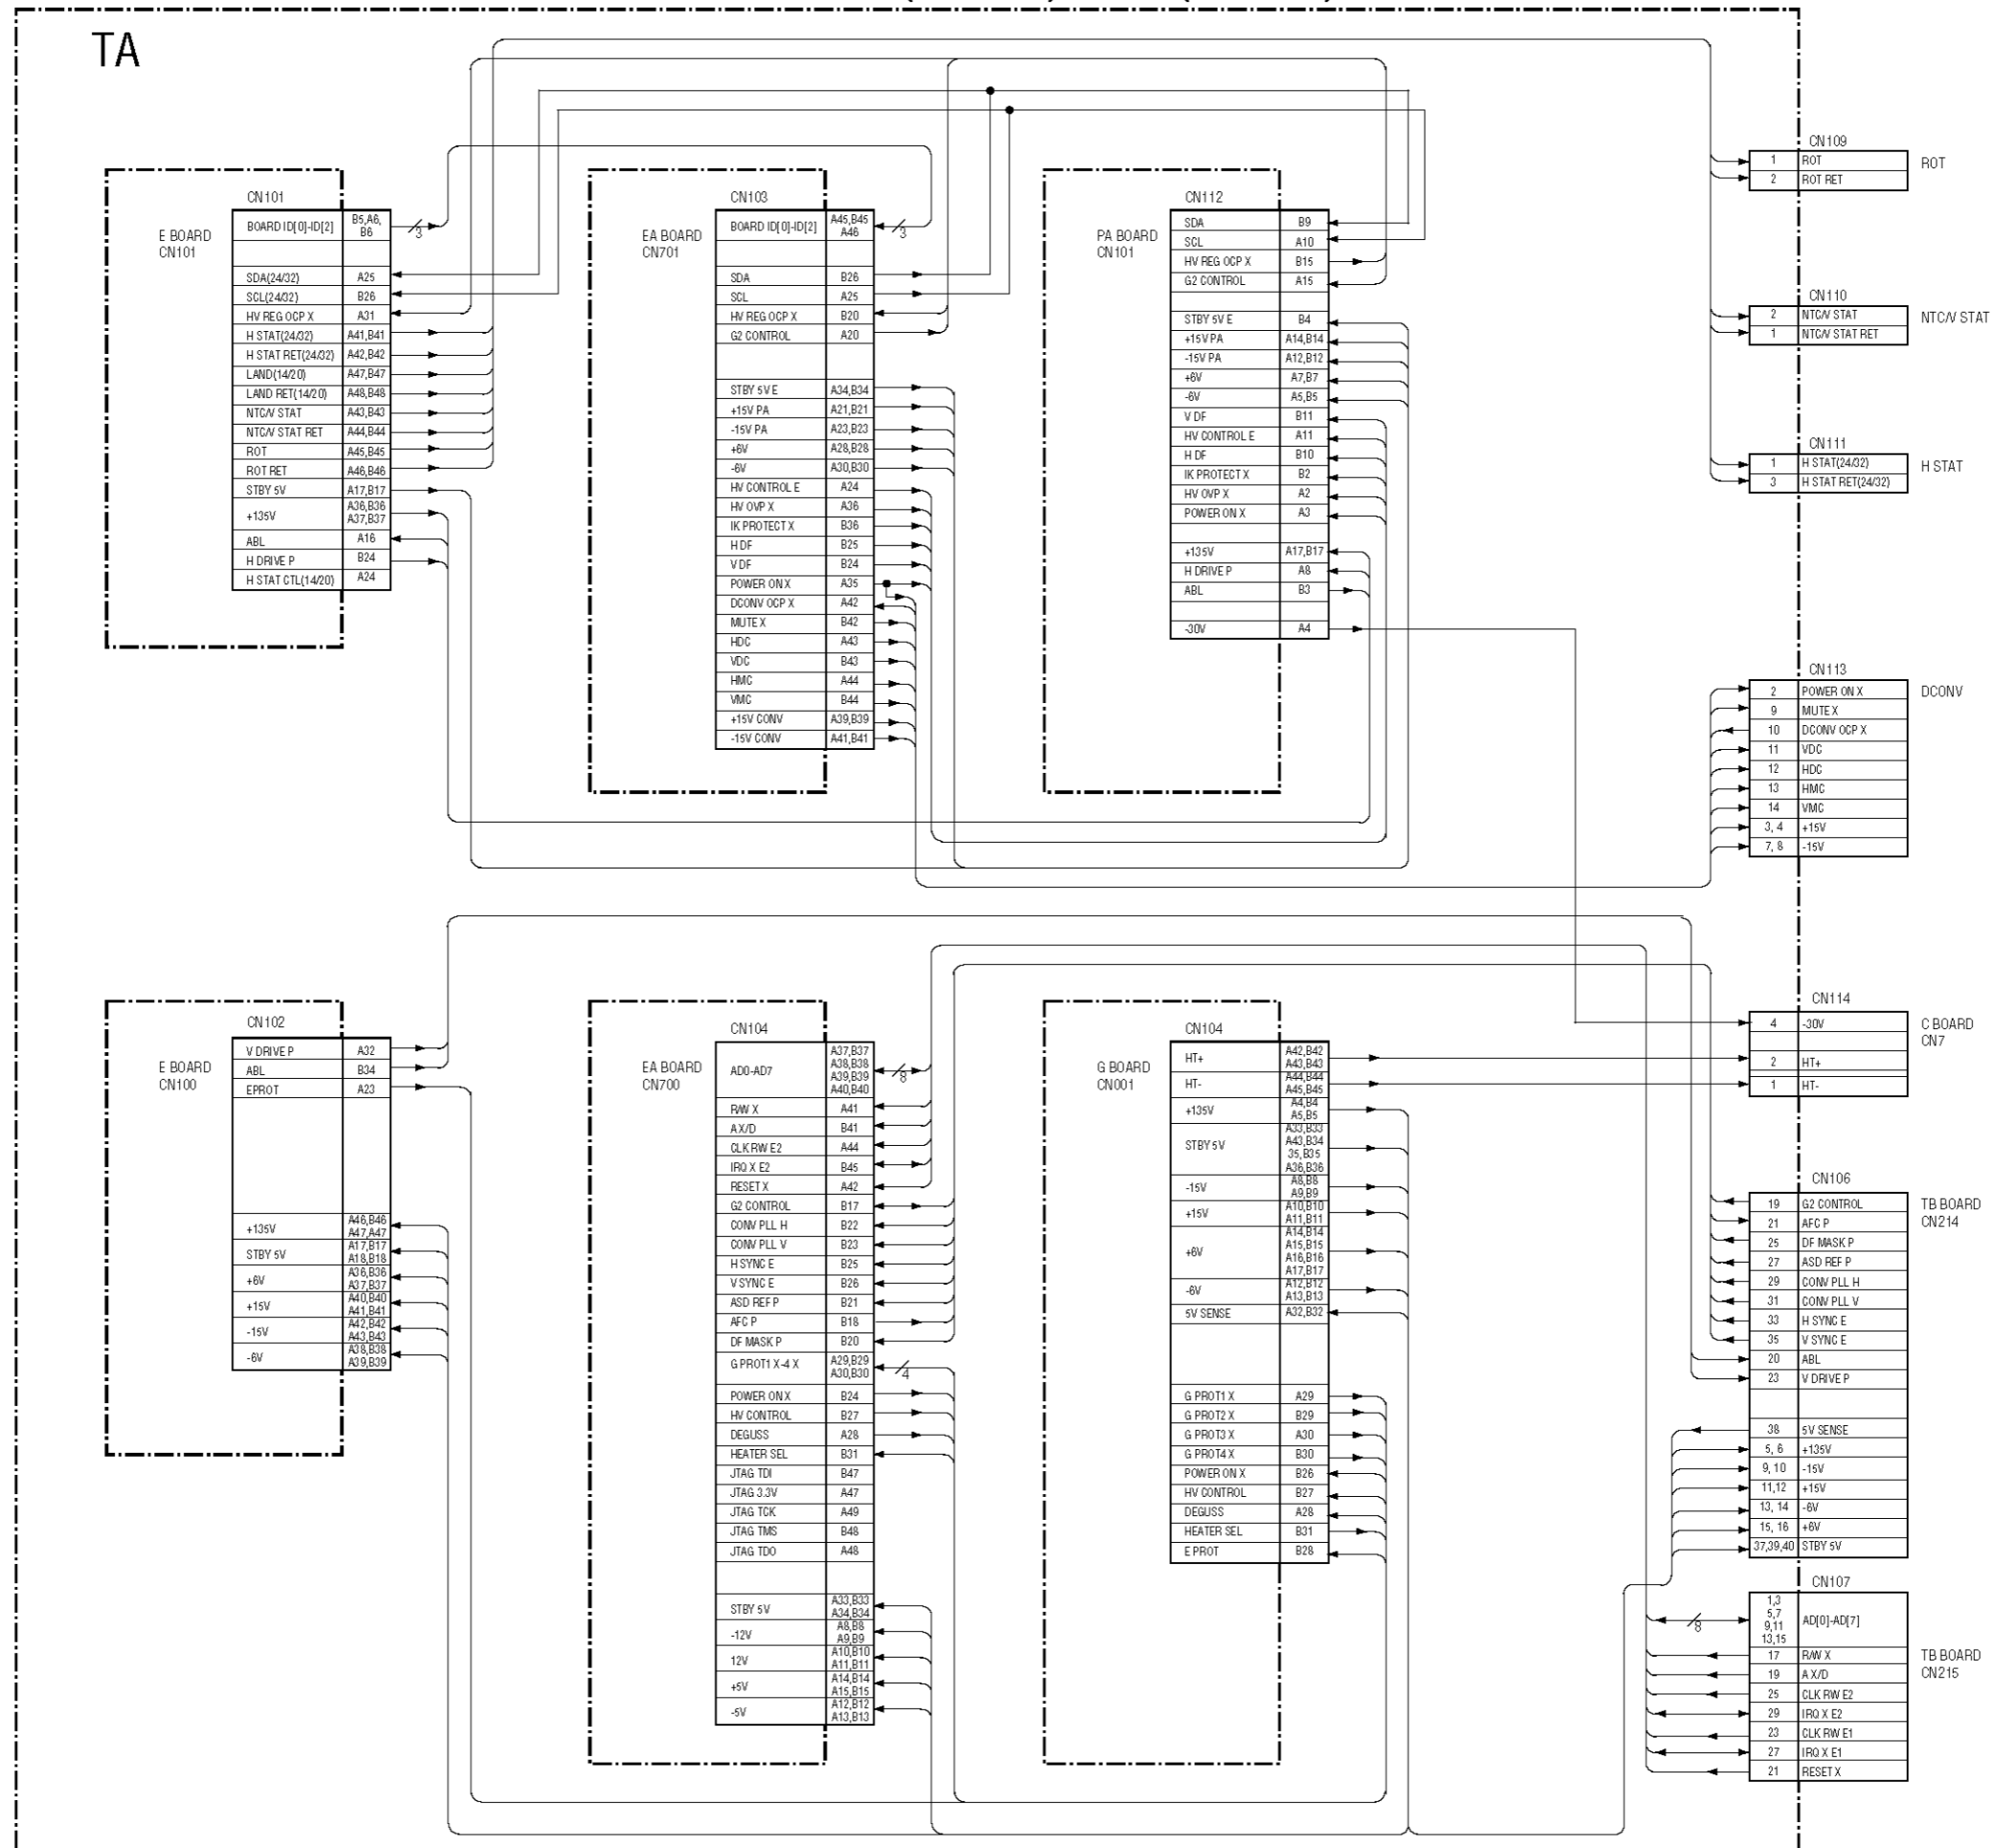 TA
E BOARD
CN101
CN101
BOARD ID[0]-ID[2] B5,A6,
B6
3
SDA(24/32) A25
SCL(24/32) B26
HV REG OCP X A31
H STAT(24/32) A41,B41
H STAT RET(24/32) A42,B42
LAND(14/20) A47,B47
LAND RET(14/20) A48,B48
NTC/V STAT A43,B43
NTC/V STAT RET A44,B44
ROT A45,B45
ROT RET A46,B46
STBY 5V A17,B17
+135V A36,B36
A37,B37
ABL A16
H DRIVE P B24
H STAT CTL(14/20) A24
EA BOARD
CN701
CN103
BOARD ID[0]-ID[2] A45,B45
A46
3
SDA B26
SCL A25
HV REG OCP X B20
G2 CONTROL A20
STBY 5V E A34,B34
+15V PA A21,B21
-15V PA A23,B23
+6V A28,B28
-6V A30,B30
HV CONTROL E A24
HV OVP X A36
IK PROTECT X B36
H DF B25
V DF B24
POWER ON X A35
DCONV OCP X A42
MUTE X B42
HDC A43
VDC B43
HMC A44
VMC B44
+15V CONV A39,B39
-15V CONV A41,B41
PA BOARD
CN101
CN112
SDA B9
SCL A10
HV REG OCP X B15
G2 CONTROL A15
STBY 5V E B4
+15V PA A14,B14
-15V PA A12,B12
+6V A7,B7
-6V A5,B5
V DF B11
HV CONTROL E A11
H DF B10
IK PROTECT X B2
HV OVP X A2
POWER ON X A3
+135V A17,B17
H DRIVE P A8
ABL B3
-30V A4
CN109
1 ROT
2 ROT RET
ROT
CN110
2 NTC/V STAT
1 NTC/V STAT RET
NTC/V STAT
CN111
1 H STAT(24/32)
3 H STAT RET(24/32)
H STAT
CN113
2 POWER ON X
9 MUTE X
10 DCONV OCP X
11 VDC
12 HDC
13 HMC
14 VMC
3, 4 +15V
7, 8 -15V
DCONV
E BOARD
CN100
CN102
V DRIVE P A32
ABL B34
EPROT A23
+135V A46,B46
A47,A47
STBY 5V A17,B17
A18,B18
+6V A36,B36
A37,B37
+15V A40,B40
A41,B41
-15V A42,B42
A43,B43
-6V A38,B38
A39,B39
EA BOARD
CN700
CN104
AD0-AD7 A37,B37
A38,B38
A39,B39
A40,B40
8
R/W X A41
A X/D B41
CLK RW E2 A44
IRQ X E2 B45
RESET X A42
G2 CONTROL B17
CONV PLL H B22
CONV PLL V B23
H SYNC E B25
V SYNC E B26
ASD REF P B21
AFC P B18
DF MASK P B20
G PROT1 X-4 X A29,B29
A30,B30
4
POWER ON X B24
HV CONTROL B27
DEGUSS A28
HEATER SEL B31
JTAG TDI B47
JTAG 3.3V A47
JTAG TCK A49
JTAG TMS B48
JTAG TDO A48
STBY 5V A33,B33
A34,B34
-12V A8,B8
A9,B9
12V A10,B10
A11,B11
+5V A14,B14
A15,B15
-5V A12,B12
A13,B13
G BOARD
CN001
CN104
HT+ A42,B42
A43,B43
HT- A44,B44
A45,B45
+135V A4,B4
A5,B5
STBY 5V A33,B33
A43,B34
35,B35
A36,B36
-15V A8,B8
A9,B9
+15V A10,B10
A11,B11
+6V A14,B14
A15,B15
A16,B16
A17,B17
-6V A12,B12
A13,B13
5V SENSE A32,B32
G PROT1 X A29
G PROT2 X B29
G PROT3 X A30
G PROT4 X B30
POWER ON X B26
HV CONTROL B27
DEGUSS A28
HEATER SEL B31
E PROT B28
CN114
4 -30V
2 HT+
1 HT-
C BOARD
CN7
CN106
19 G2 CONTROL
21 AFC P
25 DF MASK P
27 ASD REF P
29 CONV PLL H
31 CONV PLL V
33 H SYNC E
35 V SYNC E
20 ABL
23 V DRIVE P
38 5V SENSE
5, 6 +135V
9, 10 -15V
11,12 +15V
13, 14 -6V
15, 16 +6V
37,39,40 STBY 5V
TB BOARD
CN214
CN107
1,3
5,7
9,11
13,15
AD[0]-AD[7]
8
17 R/W X
19 A X/D
25 CLK RW E2
29 IRQ X E2
23 CLK RW E1
27 IRQ X E1
21 RESET X
TB BOARD
CN215